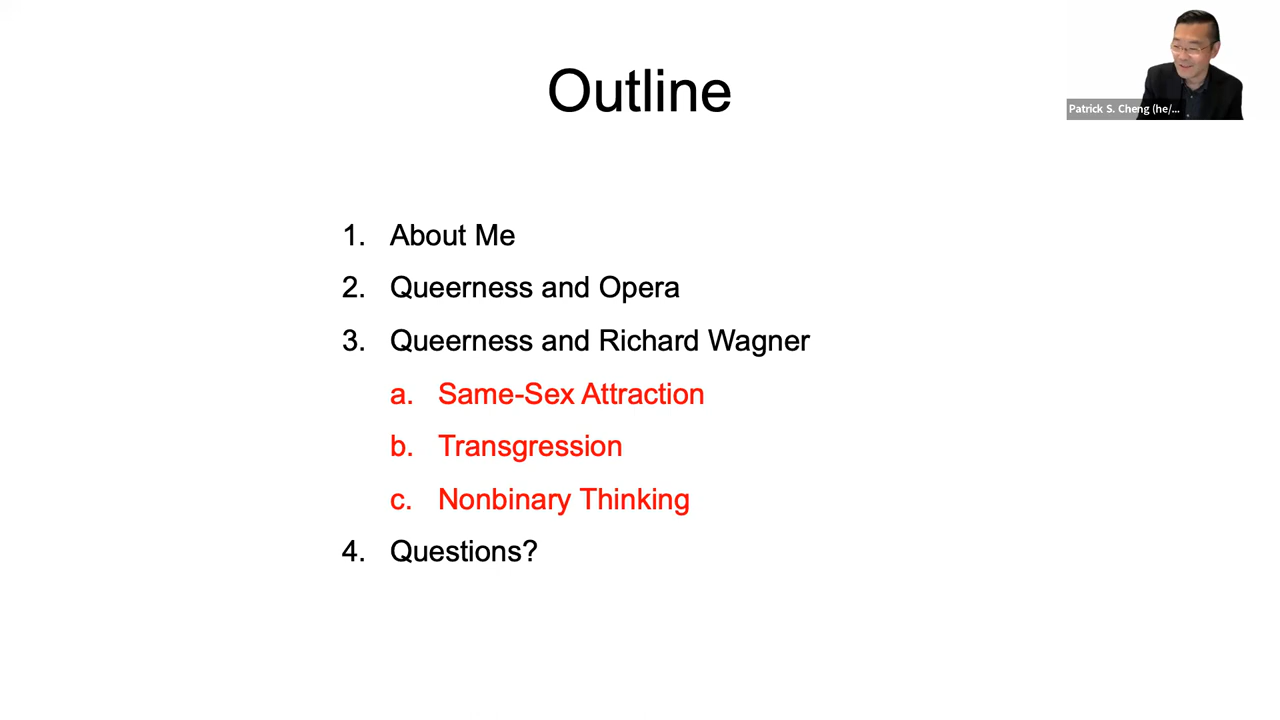 Outline
Patrick S. Cheng (he/...
1. About Me
2. Queerness and Opera
3. Queerness and Richard Wagner
a. Same-Sex Attraction
b. Transgression
c. Nonbinary Thinking
4. Questions?